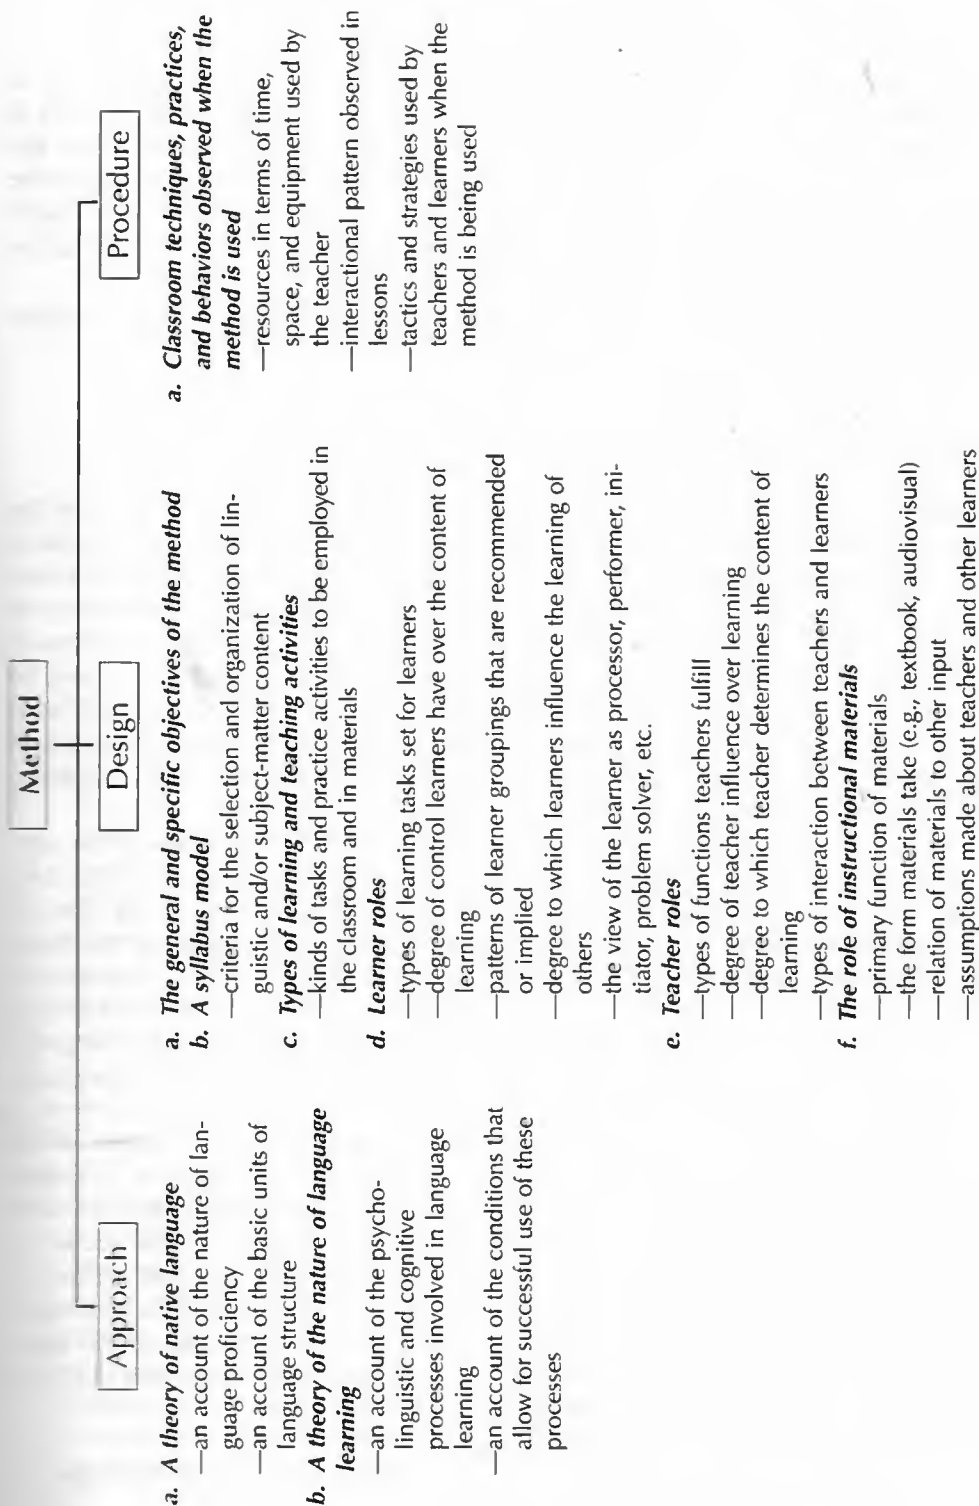 Method
Approach
a. A theory of native language
—an account of the nature of lan-
guage proficiency
—an account of the basic units of
language structure
b. A theory of the nature of language
learning
—an account of the psycho-
linguistic and cognitive
processes involved in language
learning
—an account of the conditions that
allow for successful use of these
processes
Design
a. The general and specific objectives of the method
b. A syllabus model
—criteria for the selection and organization of lin-
guistic and/or subject-matter content
c. Types of learning and teaching activities
—kinds of tasks and practice activities to be employed in
the classroom and in materials
d. Learner roles
—types of learning tasks set for learners
—degree of control learners have over the content of
learning
—patterns of learner groupings that are recommended
or implied
—degree to which learners influence the learning of
others
—the view of the learner as processor, performer, ini-
tiator, problem solver, etc.
e. Teacher roles
—types of functions teachers fulfill
—degree of teacher influence over learning
—degree to which teacher determines the content of
learning
—types of interaction between teachers and learners
f. The role of instructional materials
—primary function of materials
—the form materials take (e.g., textbook, audiovisual)
—relation of materials to other input
—assumptions made about teachers and other learners
Procedure
a. Classroom techniques, practices,
and behaviors observed when the
method is used
—resources in terms of time,
space, and equipment used by
the teacher
—interactional pattern observed in
lessons
—tactics and strategies used by
teachers and learners when the
method is being used